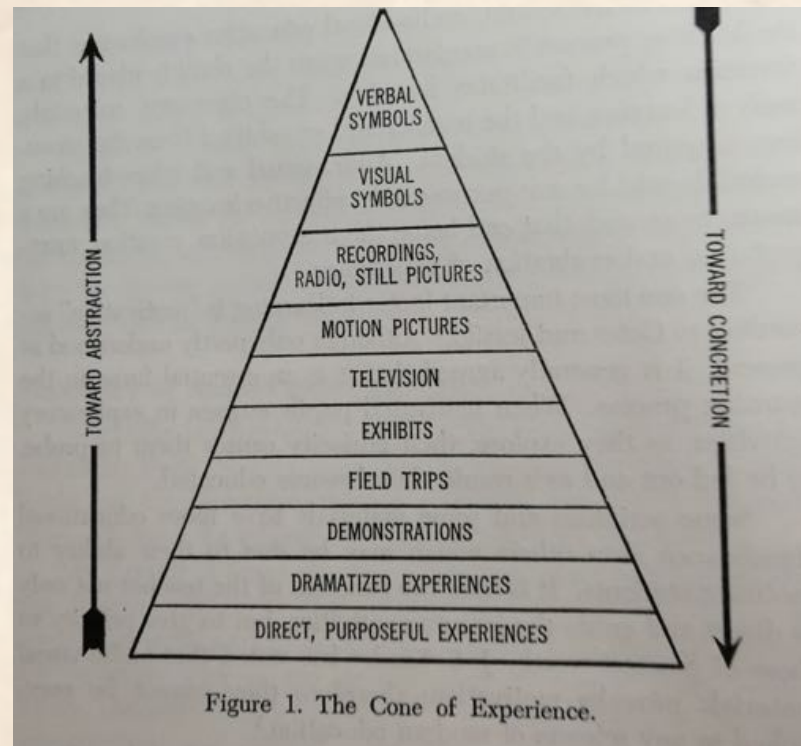 VERBAL
SYMBOLS
VISUAL
SYMBOLS
RECORDINGS,
RADIO, STILL PICTURES
MOTION PICTURES
TELEVISION
EXHIBITS
FIELD TRIPS
DEMONSTRATIONS
DRAMATIZED EXPERIENCES
DIRECT, PURPOSEFUL EXPERIENCES
TOWARD ABSTRACTION
TOWARD CONCRETION
Figure 1. The Cone of Experience.